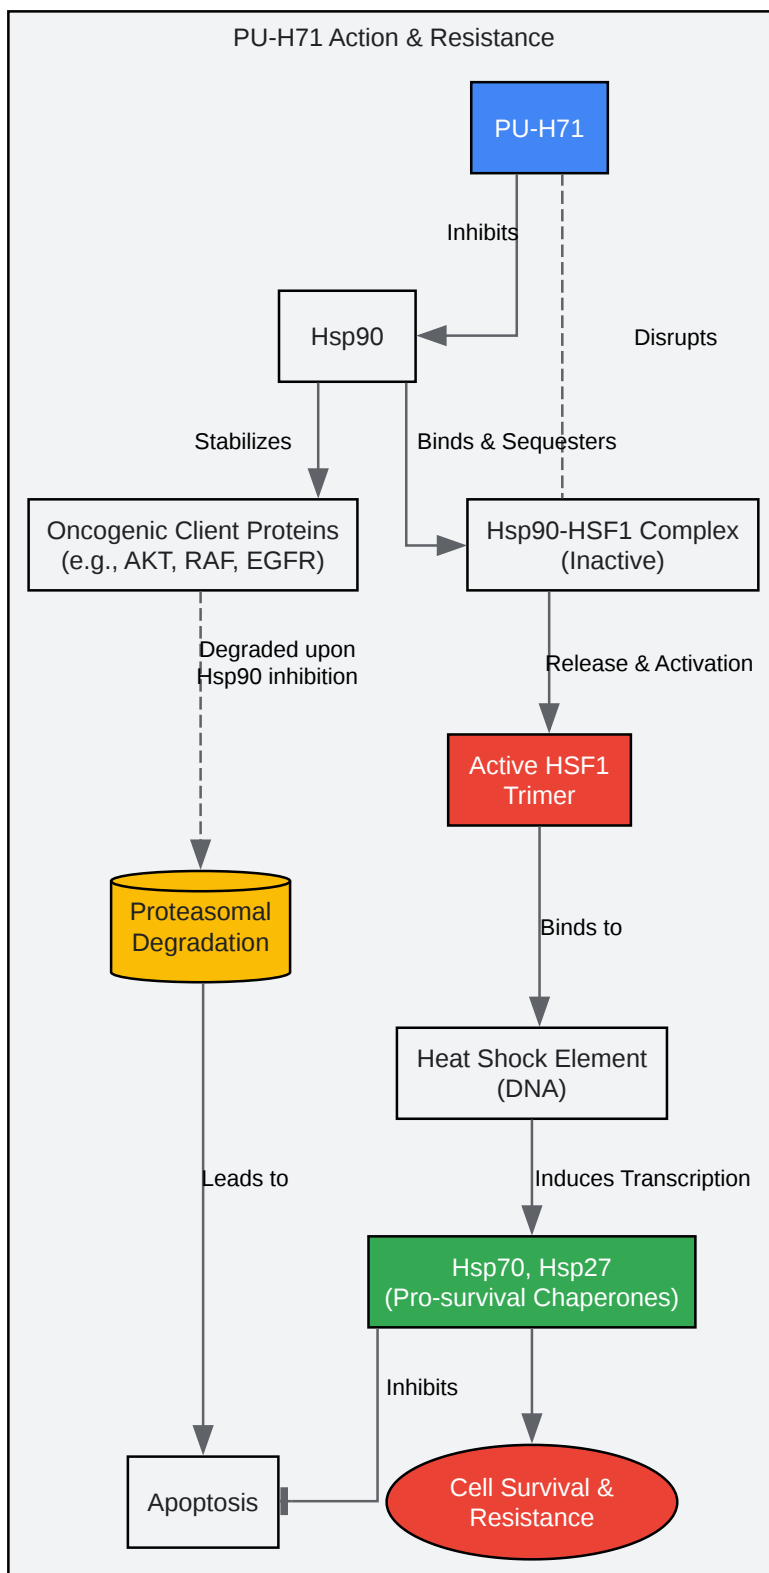 PU-H71 Action & Resistance
PU-H71
Inhibits
Hsp90
Disrupts
Stabilizes
Binds & Sequesters
Oncogenic Client Proteins
(e.g., AKT, RAF, EGFR)
Hsp90-HSF1 Complex
(Inactive)
Degraded upon
Hsp90 inhibition
Release & Activation
Active HSF1
Trimer
Proteasomal
Degradation
Binds to
Heat Shock Element
(DNA)
Leads to
Induces Transcription
Hsp70, Hsp27
(Pro-survival Chaperones)
Inhibits
Apoptosis
Cell Survival &
Resistance